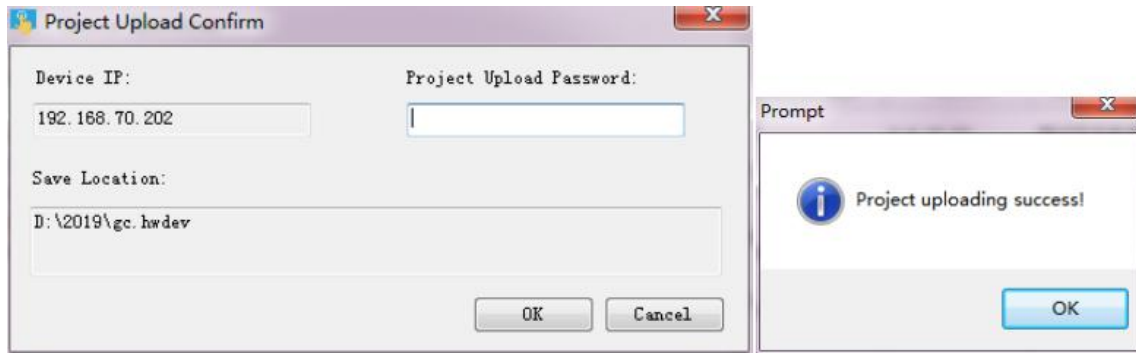 Project Upload Confirm
Device IP:
Project Upload Password:
192.168.70.202
Save Location:
D:\2019\gc.hwdev
OK
Cancel
Prompt
Project uploading success!
OK